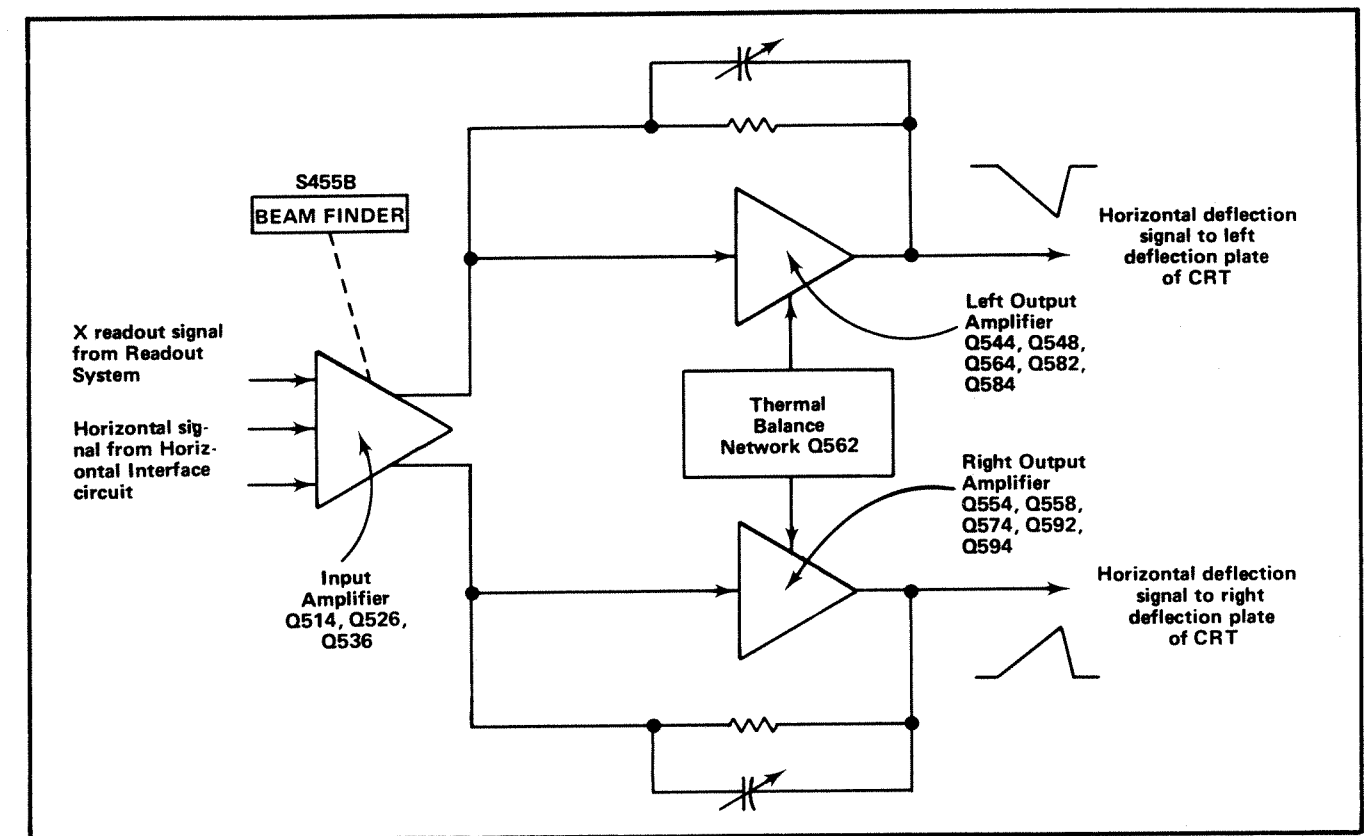 S455B
BEAM FINDER
X readout signal
from Readout
System
Horizontal sig-
nal from Horiz-
ontal Interface
circuit
Input
Amplifier
Q514, Q526,
Q536
Thermal
Balance
Network Q562
Horizontal deflection
signal to left
deflection plate
of CRT
Left Output
Amplifier
Q544, Q548,
Q564, Q582,
Q584
Right Output
Amplifier
Q554, Q558,
Q574, Q592,
Q594
Horizontal deflection
signal to right
deflection plate
of CRT